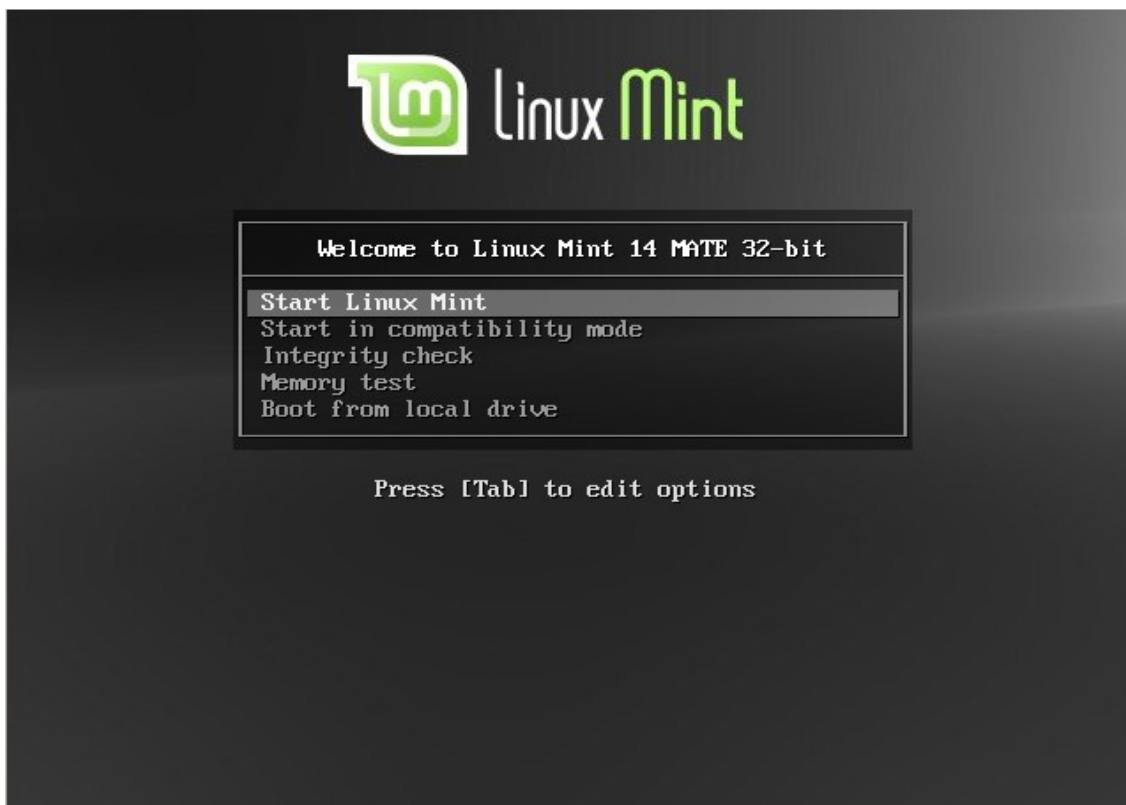 Linux Mint
Welcome to Linux Mint 14 MATE 32-bit
Start Linux Mint
Start in compatibility mode
Integrity check
Memory test
Boot from local drive
Press [Tab] to edit options